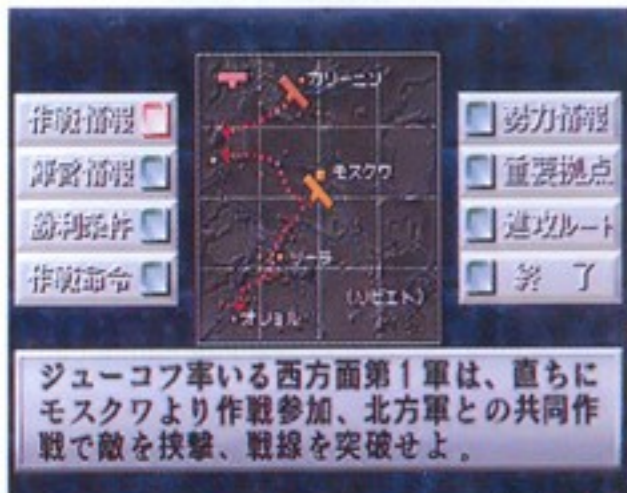 作戦情報
陣営情報
勝利条件
作戦命令
カリーニン
モスクワ
ツーラ
オリョル
(ソビエト)
勢力情報
重要拠点
進攻ルート
終 了
ジューコフ率いる西方面第1軍は、直ちに
モスクワより作戦参加、北方軍との共同作
戦で敵を挟撃、戦線を突破せよ。